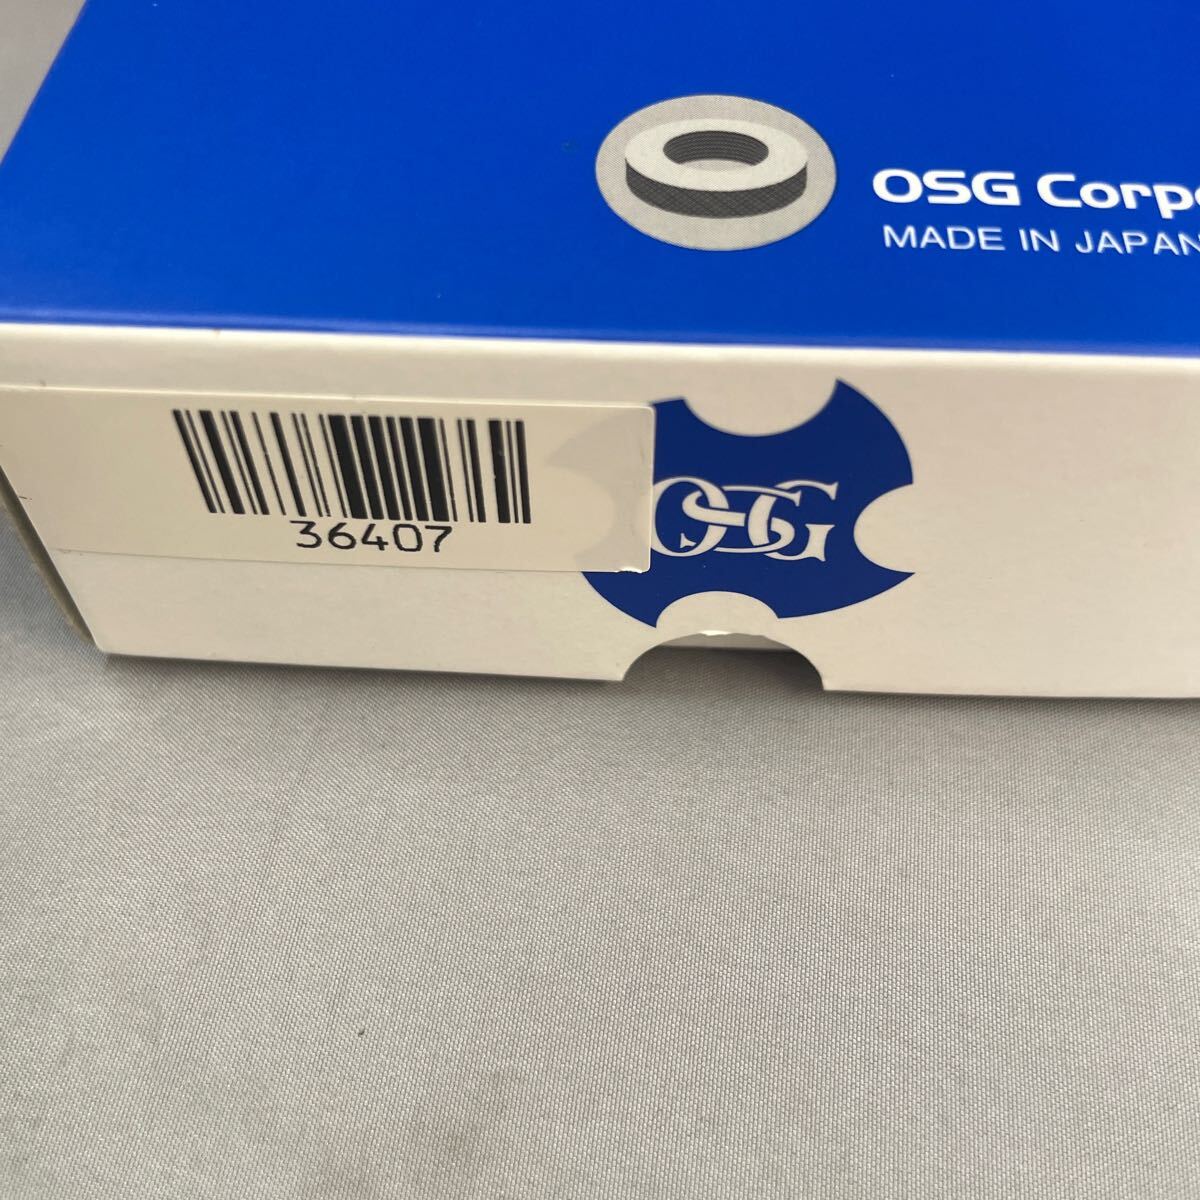 OSG Corpo
MADE IN JAPAN
36407
OSG